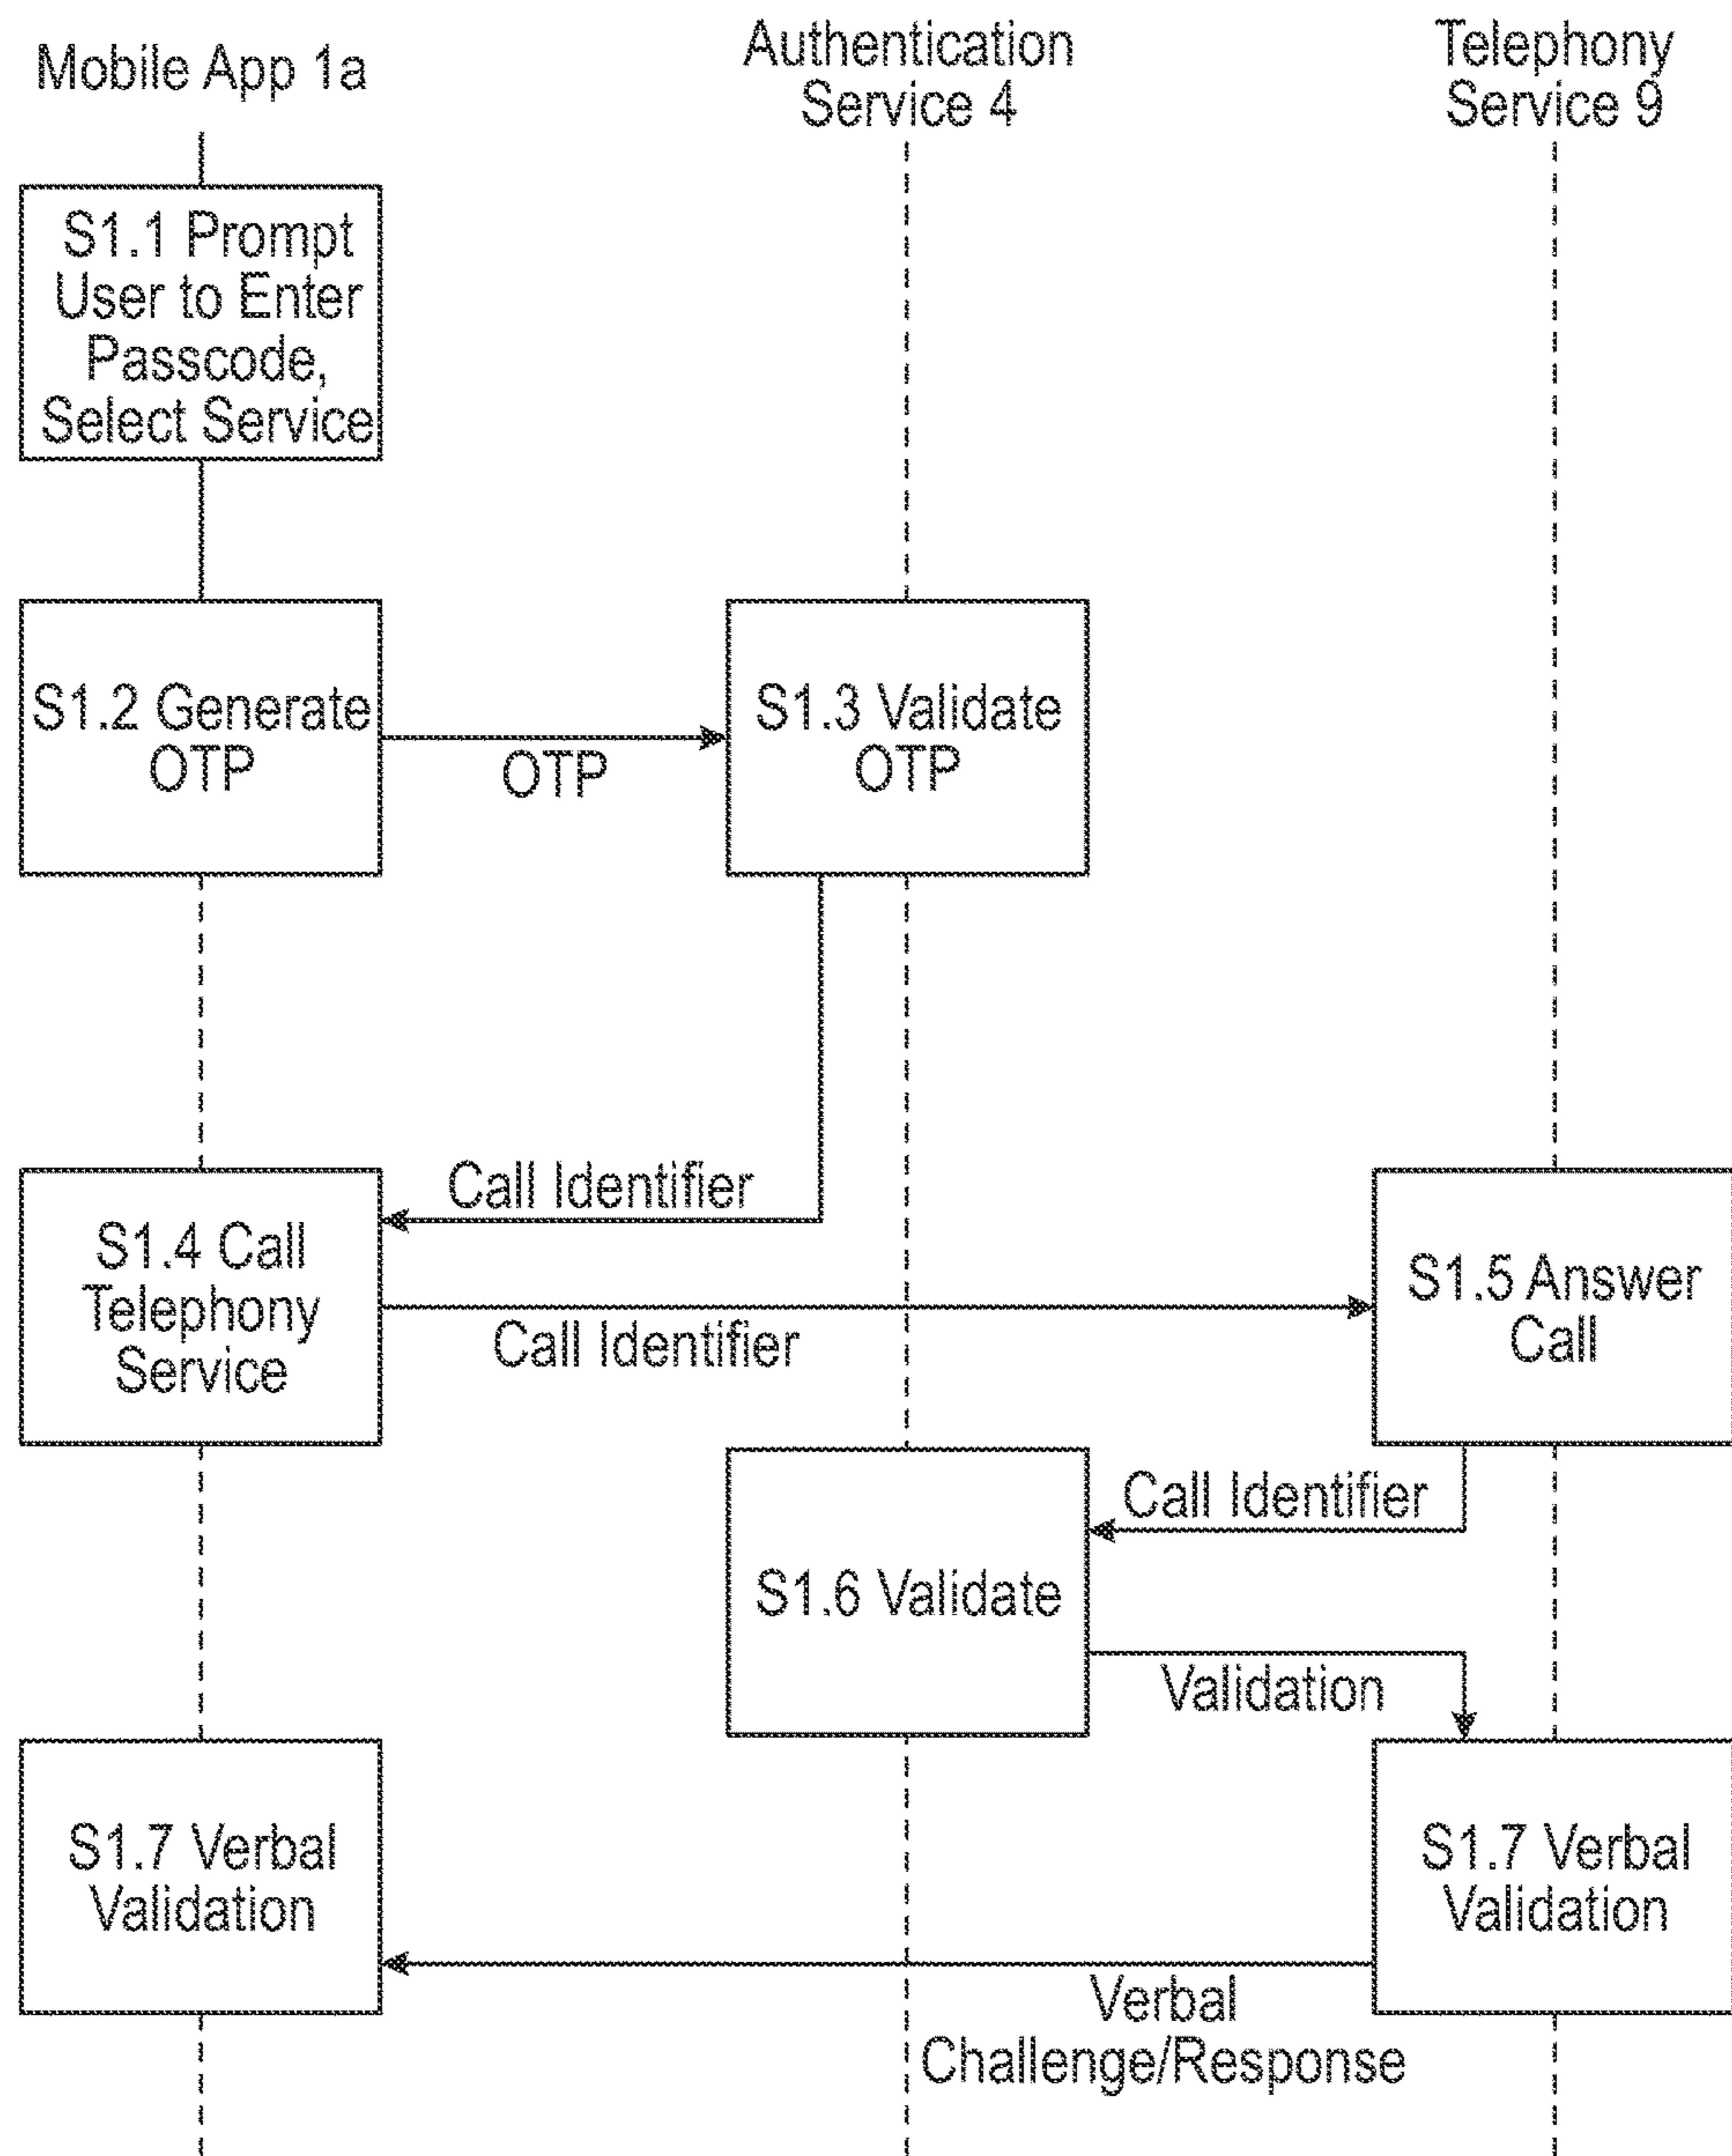 Mobile App 1a
Authentication
Service 4
Telephony
Service 9
S1.1 Prompt
User to Enter
Passcode,
Select Service
S1.2 Generate
OTP
OTP
S1.3 Validate
OTP
Call Identifier
S1.4 Call
Telephony
Service
Call Identifier
S1.5 Answer
Call
Call Identifier
S1.6 Validate
Validation
S1.7 Verbal
Validation
S1.7 Verbal
Validation
Verbal
Challenge/Response